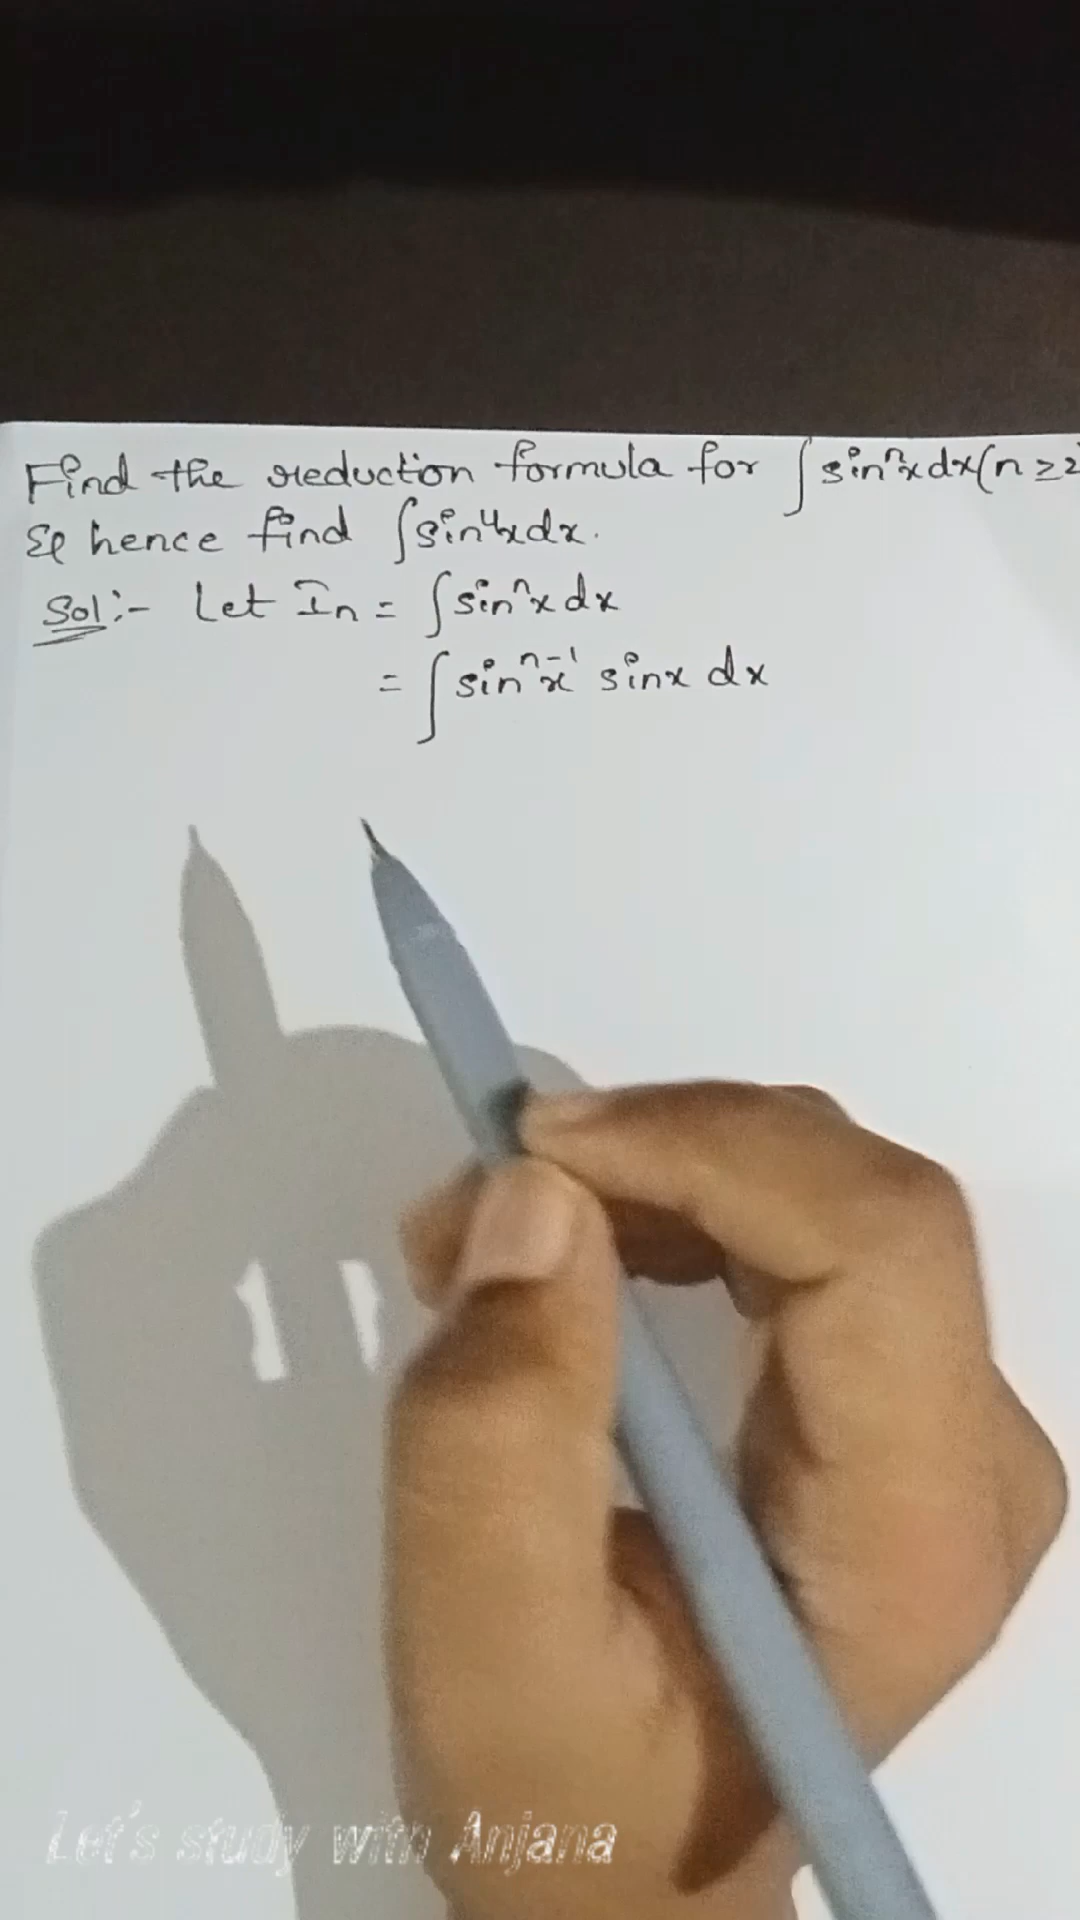 Find the reduction formula for ∫sinⁿx dx (n ≥ 2)
& hence find ∫sin⁴x dx.
Sol:- Let Iₙ = ∫sinⁿx dx
= ∫sinⁿ⁻¹x sinx dx
Let's study with Anjana